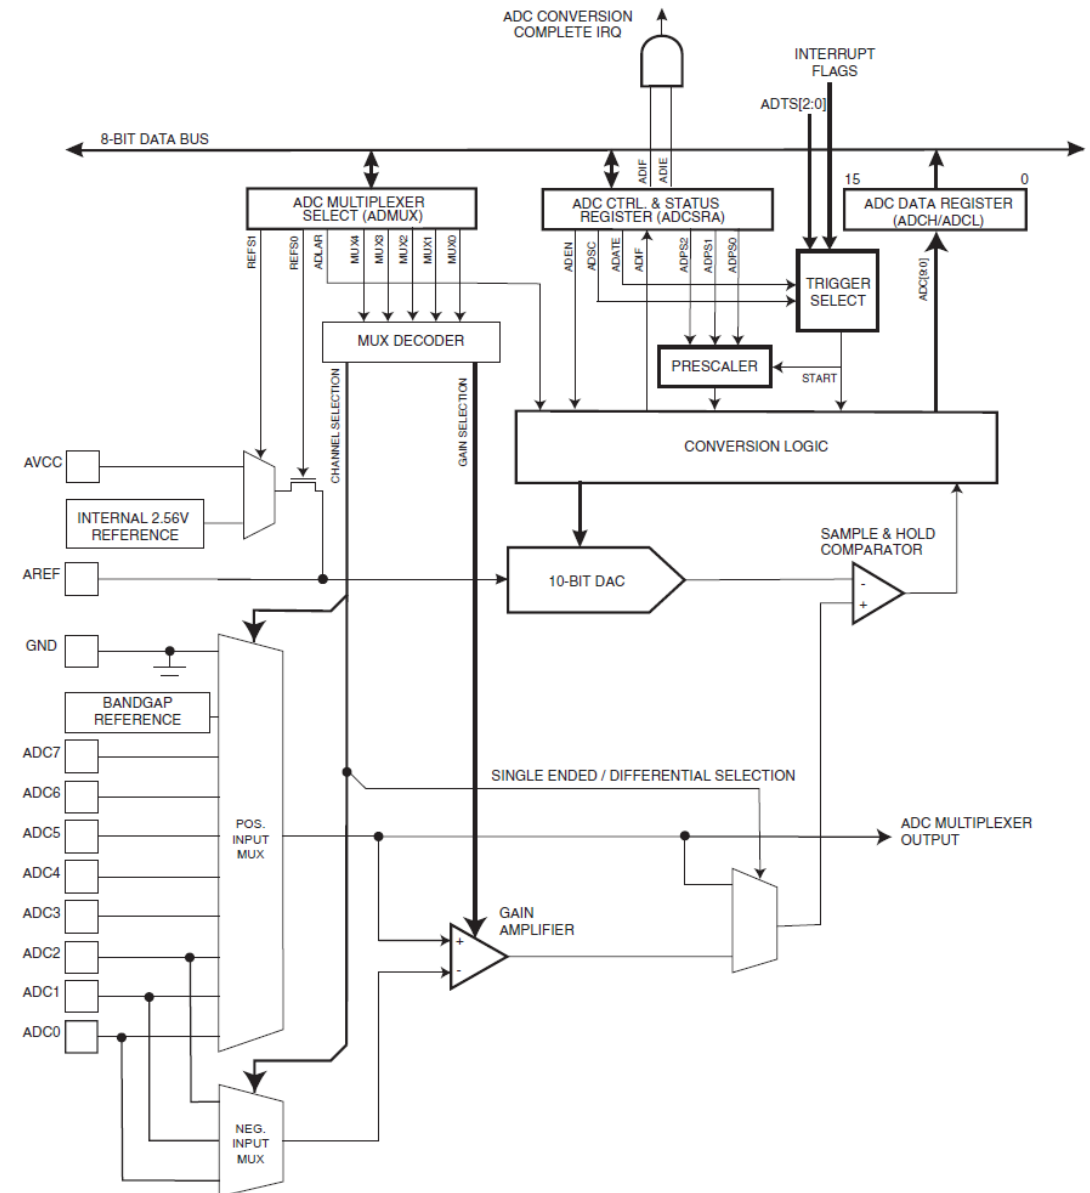 ADC CONVERSION
COMPLETE IRQ
INTERRUPT
FLAGS
ADTS[2:0]
8-BIT DATA BUS
ADIF
ADIE
15
0
ADC MULTIPLEXER
SELECT (ADMUX)
ADC CTRL. & STATUS
REGISTER (ADCSRA)
ADC DATA REGISTER
(ADCH/ADCL)
REFS1
REFS0
ADLAR
MUX4
MUX3
MUX2
MUX1
MUX0
ADEN
ADSC
ADATE
ADIF
ADPS2
ADPS1
ADPS0
ADC[9:0]
TRIGGER
SELECT
MUX DECODER
PRESCALER
START
CHANNEL SELECTION
GAIN SELECTION
CONVERSION LOGIC
AVCC
INTERNAL 2.56V
REFERENCE
SAMPLE & HOLD
COMPARATOR
AREF
10-BIT DAC
-
+
GND
BANDGAP
REFERENCE
ADC7
SINGLE ENDED / DIFFERENTIAL SELECTION
ADC6
ADC5
POS.
INPUT
MUX
ADC MULTIPLEXER
OUTPUT
ADC4
ADC3
GAIN
AMPLIFIER
+
-
ADC2
ADC1
ADC0
NEG.
INPUT
MUX